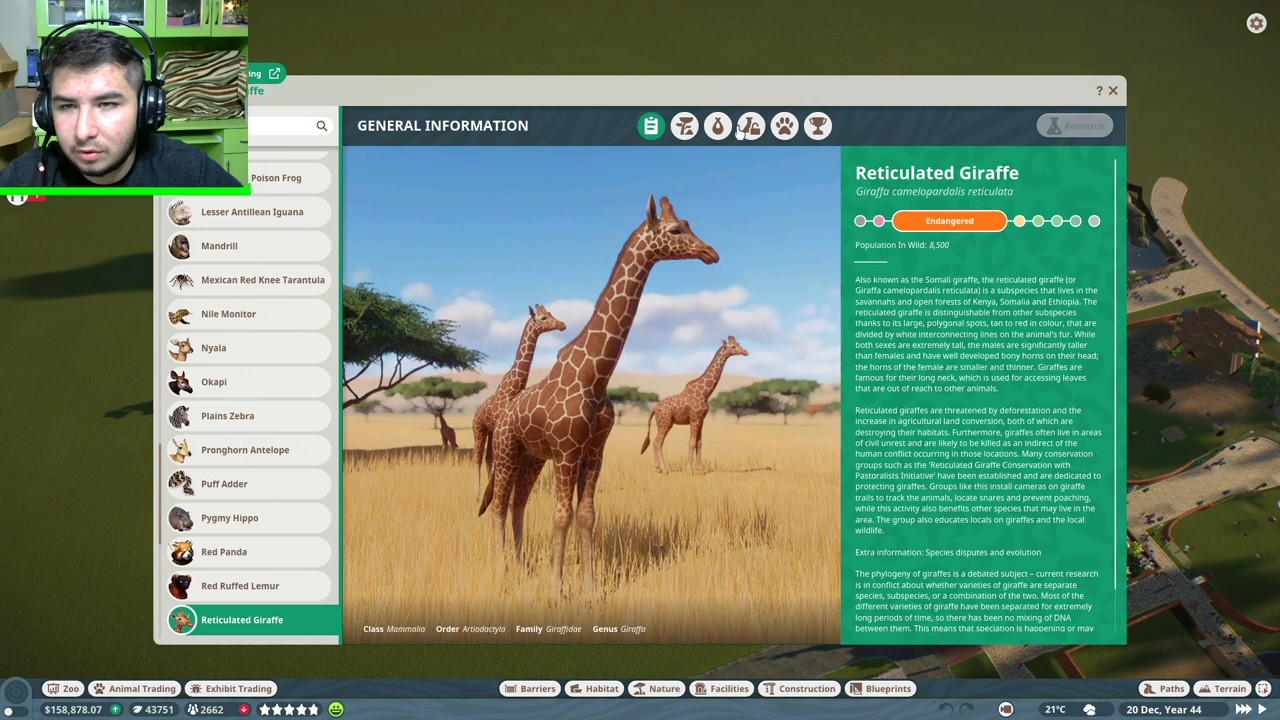 ing
affe
GENERAL INFORMATION
Research
Poison Frog
Lesser Antillean Iguana
Mandrill
Mexican Red Knee Tarantula
Nile Monitor
Nyala
Okapi
Plains Zebra
Pronghorn Antelope
Puff Adder
Pygmy Hippo
Red Panda
Red Ruffed Lemur
Reticulated Giraffe
Class Mammalia Order Artiodactyla Family Giraffidae Genus Giraffa
Reticulated Giraffe
Giraffa camelopardalis reticulata
Endangered
Population In Wild: 8,500
Also known as the Somali giraffe, the reticulated giraffe (or
Giraffa camelopardalis reticulata) is a subspecies that lives in the
savannahs and open forests of Kenya, Somalia and Ethiopia. The
reticulated giraffe is distinguishable from other subspecies
thanks to its large, polygonal spots, tan to red in colour, that are
divided by white interconnecting lines on the animal's fur. While
both sexes are extremely tall, the males are significantly taller
than females and have well developed bony horns on their head;
the horns of the female are smaller and thinner. Giraffes are
famous for their long neck, which is used for accessing leaves
that are out of reach to other animals.
Reticulated giraffes are threatened by deforestation and the
increase in agricultural land conversion, both of which are
destroying their habitats. Furthermore, giraffes often live in areas
of civil unrest and are likely to be killed as an indirect of the
human conflict occurring in those locations. Many conservation
groups such as the 'Reticulated Giraffe Conservation with
Pastoralists Initiative' have been established and are dedicated to
protecting giraffes. Groups like this install cameras on giraffe
trails to track the animals, locate snares and prevent poaching,
while this activity also benefits other species that may live in the
area. The group also educates locals on giraffes and the local
wildlife.
Extra information: Species disputes and evolution
The phylogeny of giraffes is a debated subject – current research
is in conflict about whether varieties of giraffe are separate
species, subspecies, or a combination of the two. Most of the
different varieties of giraffe have been separated for extremely
long periods of time, so there has been no mixing of DNA
between them. This means that speciation is happening or may
Zoo Animal Trading Exhibit Trading Barriers Habitat Nature Facilities Construction Blueprints Paths Terrain
$158,878.07 43751 2662 21°C 20 Dec, Year 44